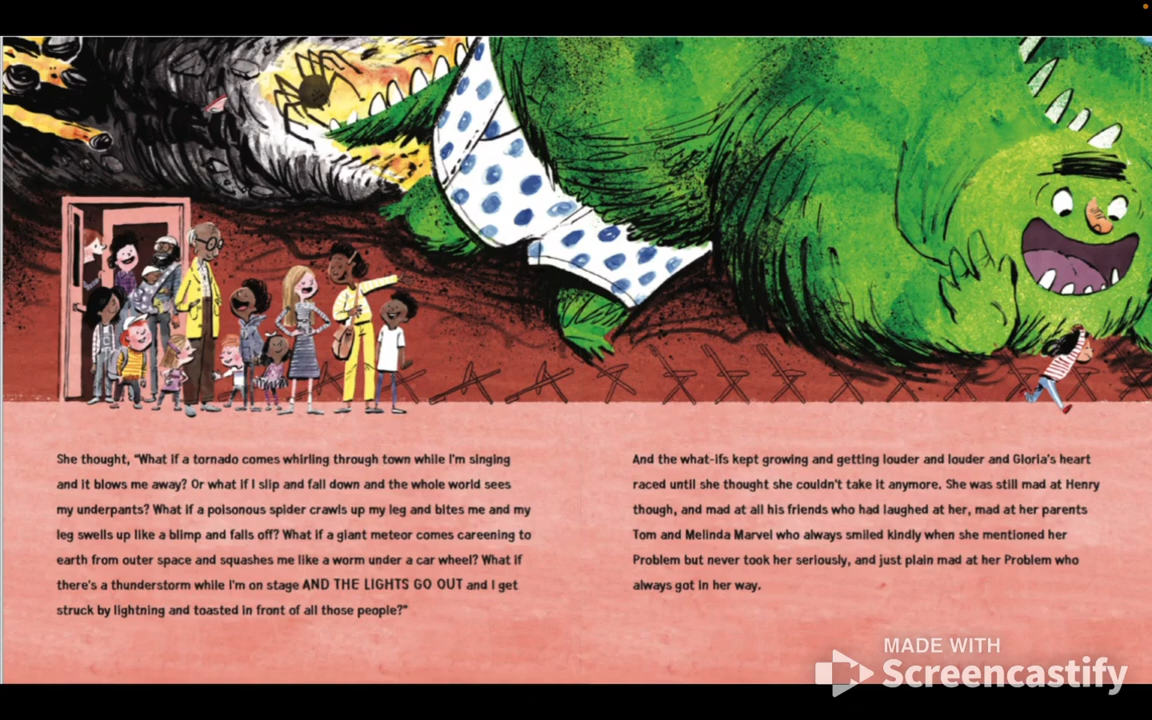 She thought, "What if a tornado comes whirling through town while I'm singing
and it blows me away? Or what if I slip and fall down and the whole world sees
my underpants? What if a poisonous spider crawls up my leg and bites me and my
leg swells up like a blimp and falls off? What if a giant meteor comes careening to
earth from outer space and squashes me like a worm under a car wheel? What if
there's a thunderstorm while I'm on stage AND THE LIGHTS GO OUT and I get
struck by lightning and toasted in front of all those people?"
And the what-ifs kept growing and getting louder and louder and Gloria's heart
raced until she thought she couldn't take it anymore. She was still mad at Henry
though, and mad at all his friends who had laughed at her, mad at her parents
Tom and Melinda Marvel who always smiled kindly when she mentioned her
Problem but never took her seriously, and just plain mad at her Problem who
always got in her way.
MADE WITH
Screencastify